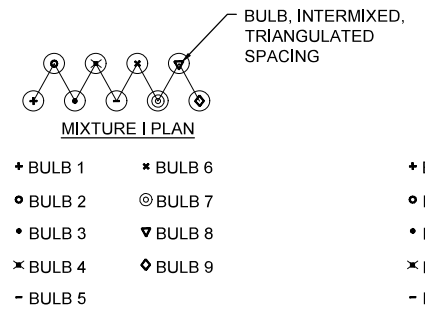 BULB, INTERMIXED,
TRIANGULATED
SPACING
MIXTURE I PLAN
BULB 1
BULB 2
BULB 3
BULB 4
BULB 5
BULB 6
BULB 7
BULB 8
BULB 9